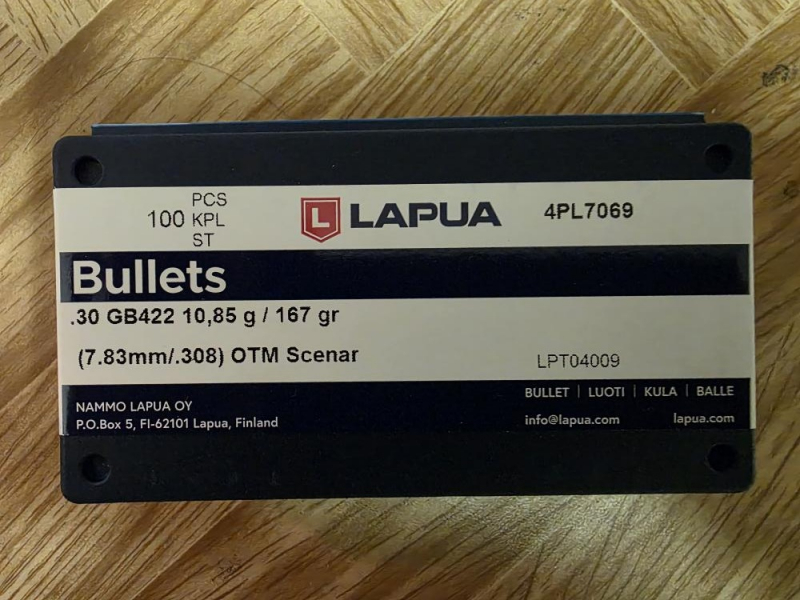 100 PCS KPL ST
L LAPUA
4PL7069
Bullets
.30 GB422 10,85 g / 167 gr
(7.83mm/.308) OTM Scenar
LPT04009
BULLET | LUOTI | KULA | BALLE
NAMMO LAPUA OY
P.O.Box 5, FI-62101 Lapua, Finland
info@lapua.com
lapua.com